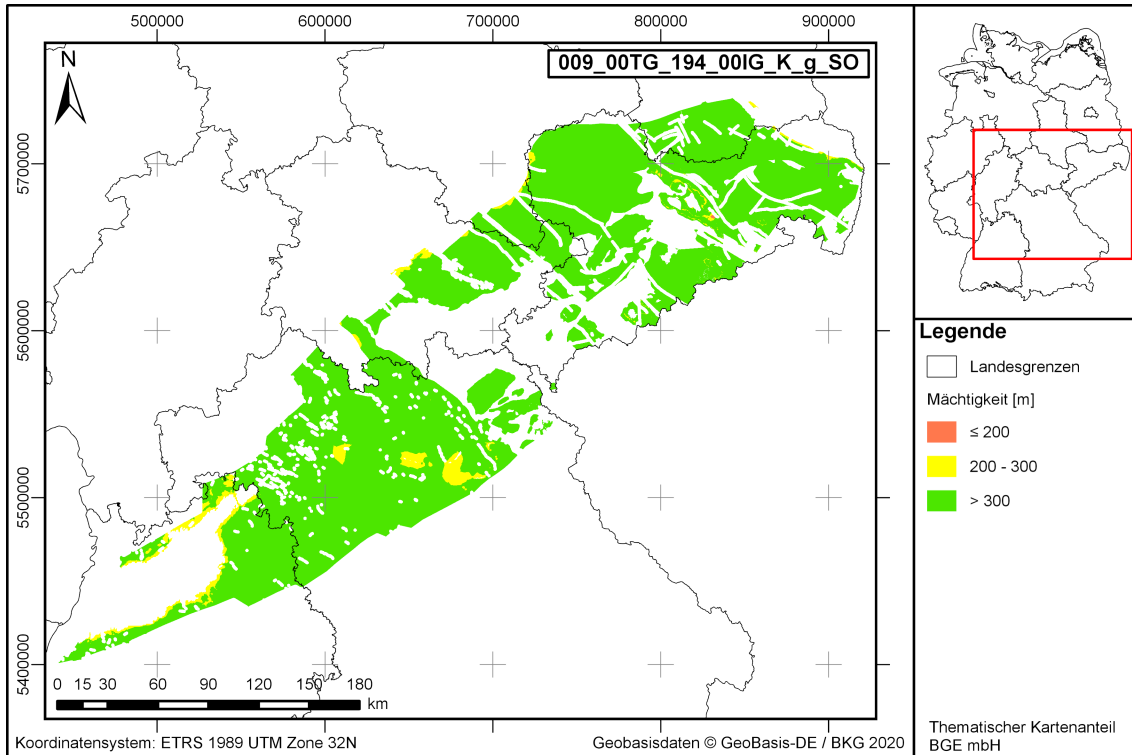 500000 600000 700000 800000 900000
009_00TG_194_00IG_K_g_SO
N
5700000
5600000
5500000
5400000
0 15 30 60 90 120 150 180
km
Koordinatensystem: ETRS 1989 UTM Zone 32N
Geobasisdaten © GeoBasis-DE / BKG 2020
Legende
Landesgrenzen
Mächtigkeit [m]
≤ 200
200 - 300
> 300
Thematischer Kartenanteil
BGE mbH